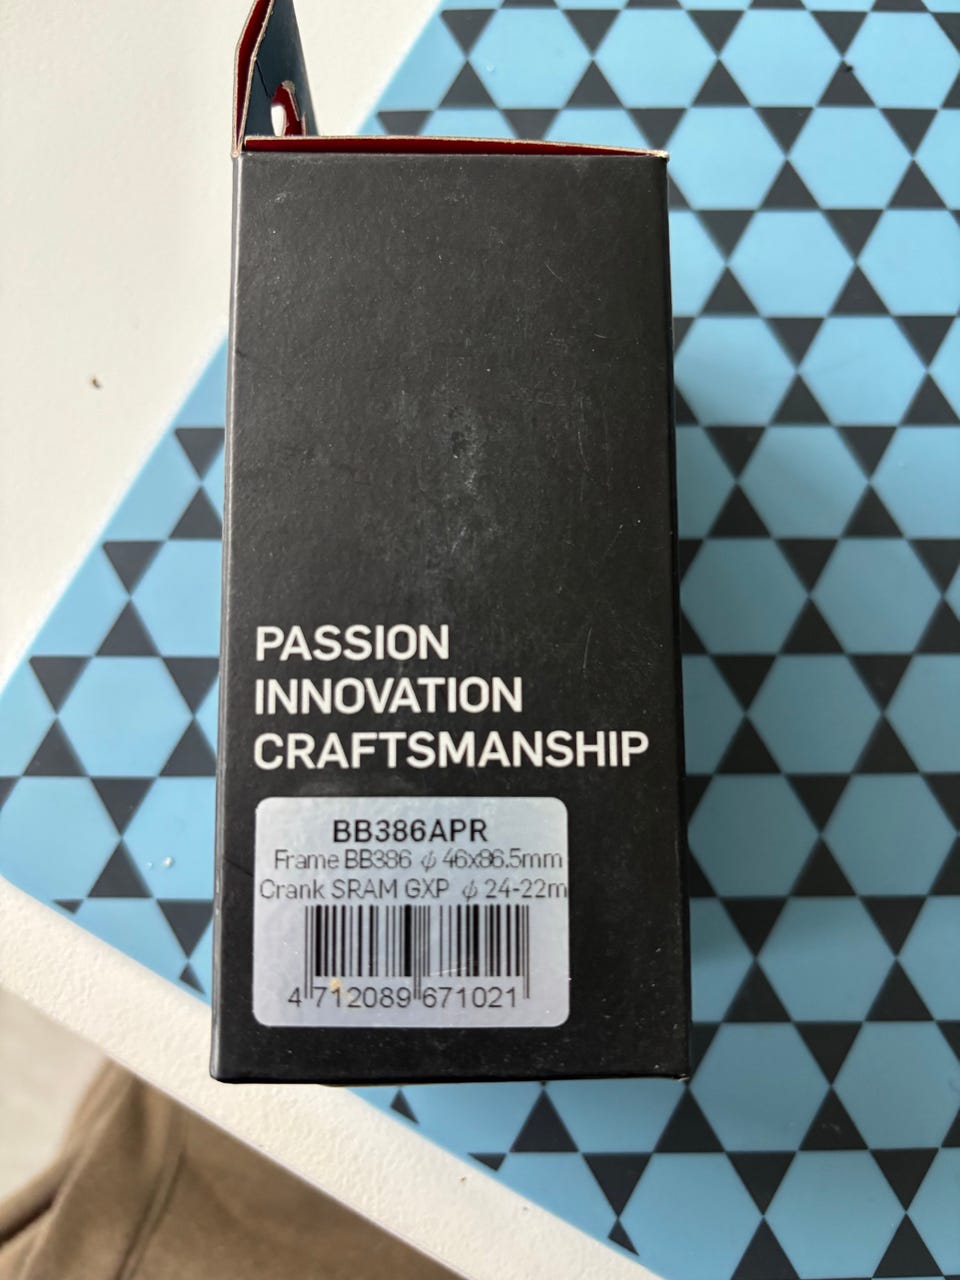 PASSION
INNOVATION
CRAFTSMANSHIP
BB386APR
Frame BB386 ⌀ 46x86.5mm
Crank SRAM GXP ⌀ 24-22m
4 712089 671021